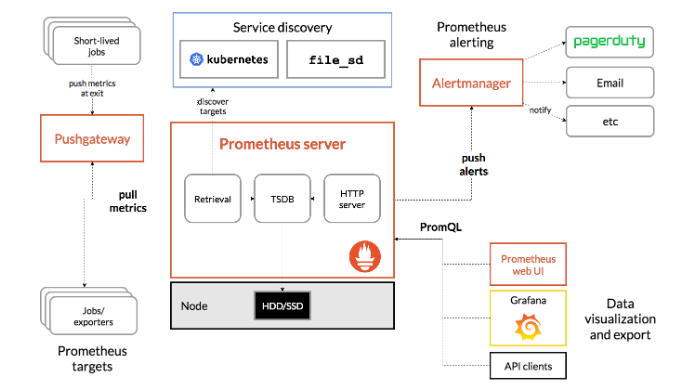 Short-lived
jobs
push metrics
at exit
Pushgateway
pull
metrics
Jobs/
exporters
Prometheus
targets
Service discovery
kubernetes
file_sd
discover
targets
Prometheus server
Retrieval
TSDB
HTTP
server
Node
HDD/SSD
Prometheus
alerting
Alertmanager
pagerduty
Email
etc
notify
push
alerts
PromQL
Prometheus
web UI
Grafana
API clients
Data
visualization
and export